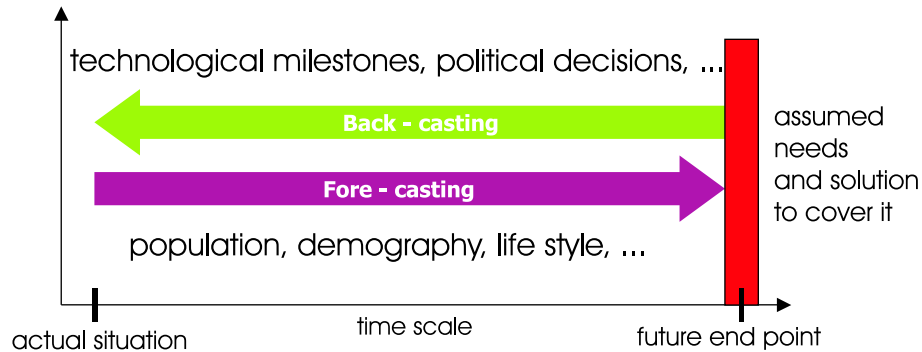 technological milestones, political decisions, ...
Back - casting
Fore - casting
population, demography, life style, ...
assumed
needs
and solution
to cover it
actual situation
time scale
future end point